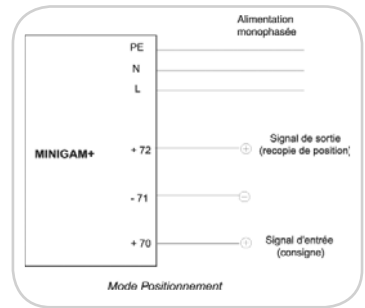 Alimentation
monophasée
PE
N
L
MINIGAM+
+ 72
+
Signal de sortie
(recopie de position)
- 71
−
+ 70
Signal d'entrée
(consigne)
Mode Positionnement